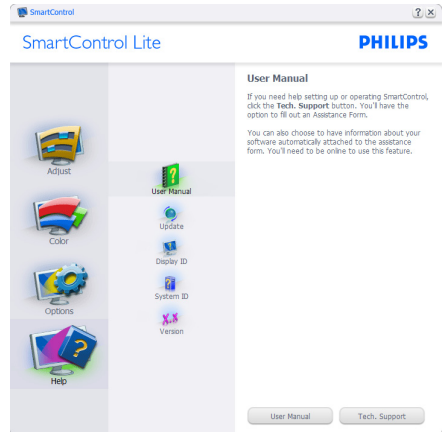 SmartControl
? X
SmartControl Lite
PHILIPS
Adjust
Color
Options
?
Help
?
User Manual
Update
Display ID
?
System ID
X.X
Version
User Manual
If you need help setting up or operating SmartControl,
click the Tech. Support button. You'll have the
option to fill out an Assistance Form.
You can also choose to have information about your
software automatically attached to the assistance
form. You'll need to be online to use this feature.
User Manual
Tech. Support